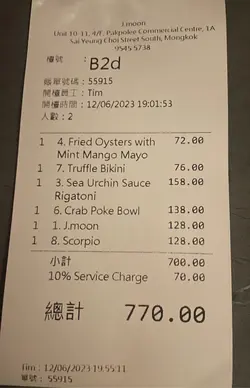 J.moon
Unit 10-11, 4/F, Pakpolee Commercial Centre, 1A
Sai Yeung Choi Street South, Mongkok
9545 5738
檯號： B2d
賬單號碼：55915
開檯員工：Tim
開檯時間：12/06/2023 19:01:53
人數：2
1 4. Fried Oysters with 72.00
Mint Mango Mayo
1 7. Truffle Bikini 76.00
1 3. Sea Urchin Sauce 158.00
Rigatoni
1 6. Crab Poke Bowl 138.00
1 1. J.moon 128.00
1 8. Scorpio 128.00
小計 700.00
10% Service Charge 70.00
總計 770.00
Tim：12/06/2023 19:55:11
單號：55915